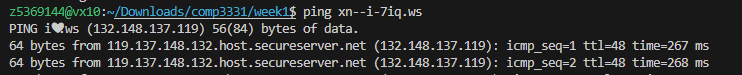 z5369144@vx10:~/Downloads/comp3331/week1$ ping xn--i-7iq.ws
PING i❤.ws (132.148.137.119) 56(84) bytes of data.
64 bytes from 119.137.148.132.host.secureserver.net (132.148.137.119): icmp_seq=1 ttl=48 time=267 ms
64 bytes from 119.137.148.132.host.secureserver.net (132.148.137.119): icmp_seq=2 ttl=48 time=268 ms